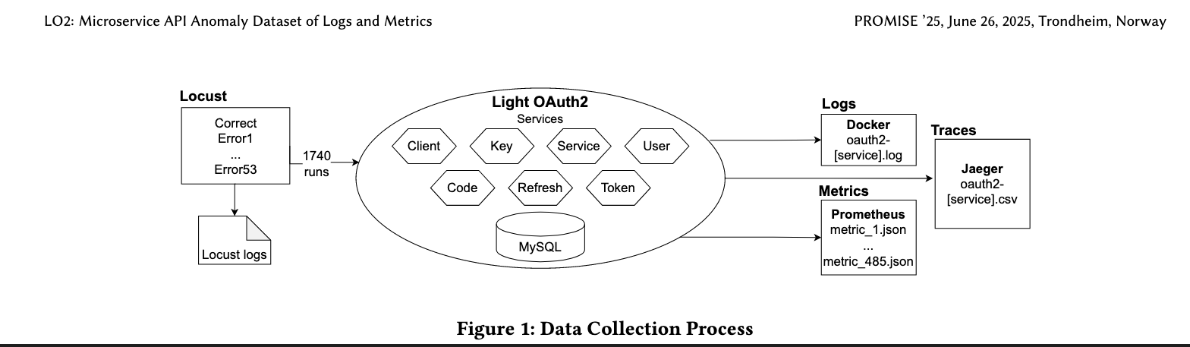 LO2: Microservice API Anomaly Dataset of Logs and Metrics
PROMISE '25, June 26, 2025, Trondheim, Norway
Locust
Correct
Error1
...
Error53
1740
runs
Locust logs
Light OAuth2
Services
Client
Key
Service
User
Code
Refresh
Token
MySQL
Logs
Docker
oauth2-
[service].log
Traces
Jaeger
oauth2-
[service].csv
Metrics
Prometheus
metric_1.json
...
metric_485.json
Figure 1: Data Collection Process